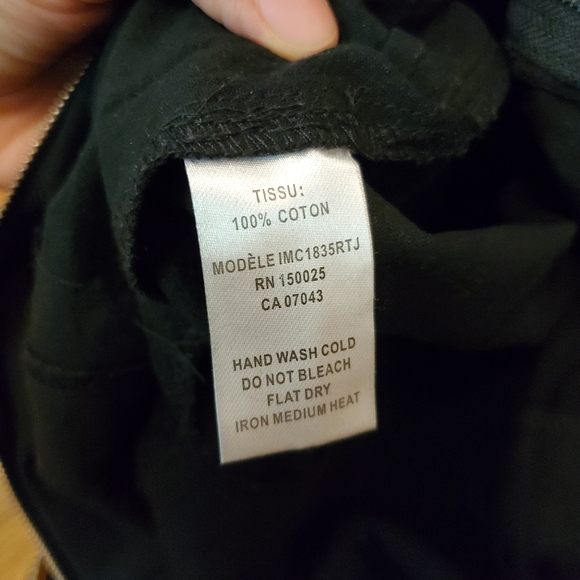 TISSU:
100% COTON
MODÈLE IMC1835RTJ
RN 150025
CA 07043
HAND WASH COLD
DO NOT BLEACH
FLAT DRY
IRON MEDIUM HEAT